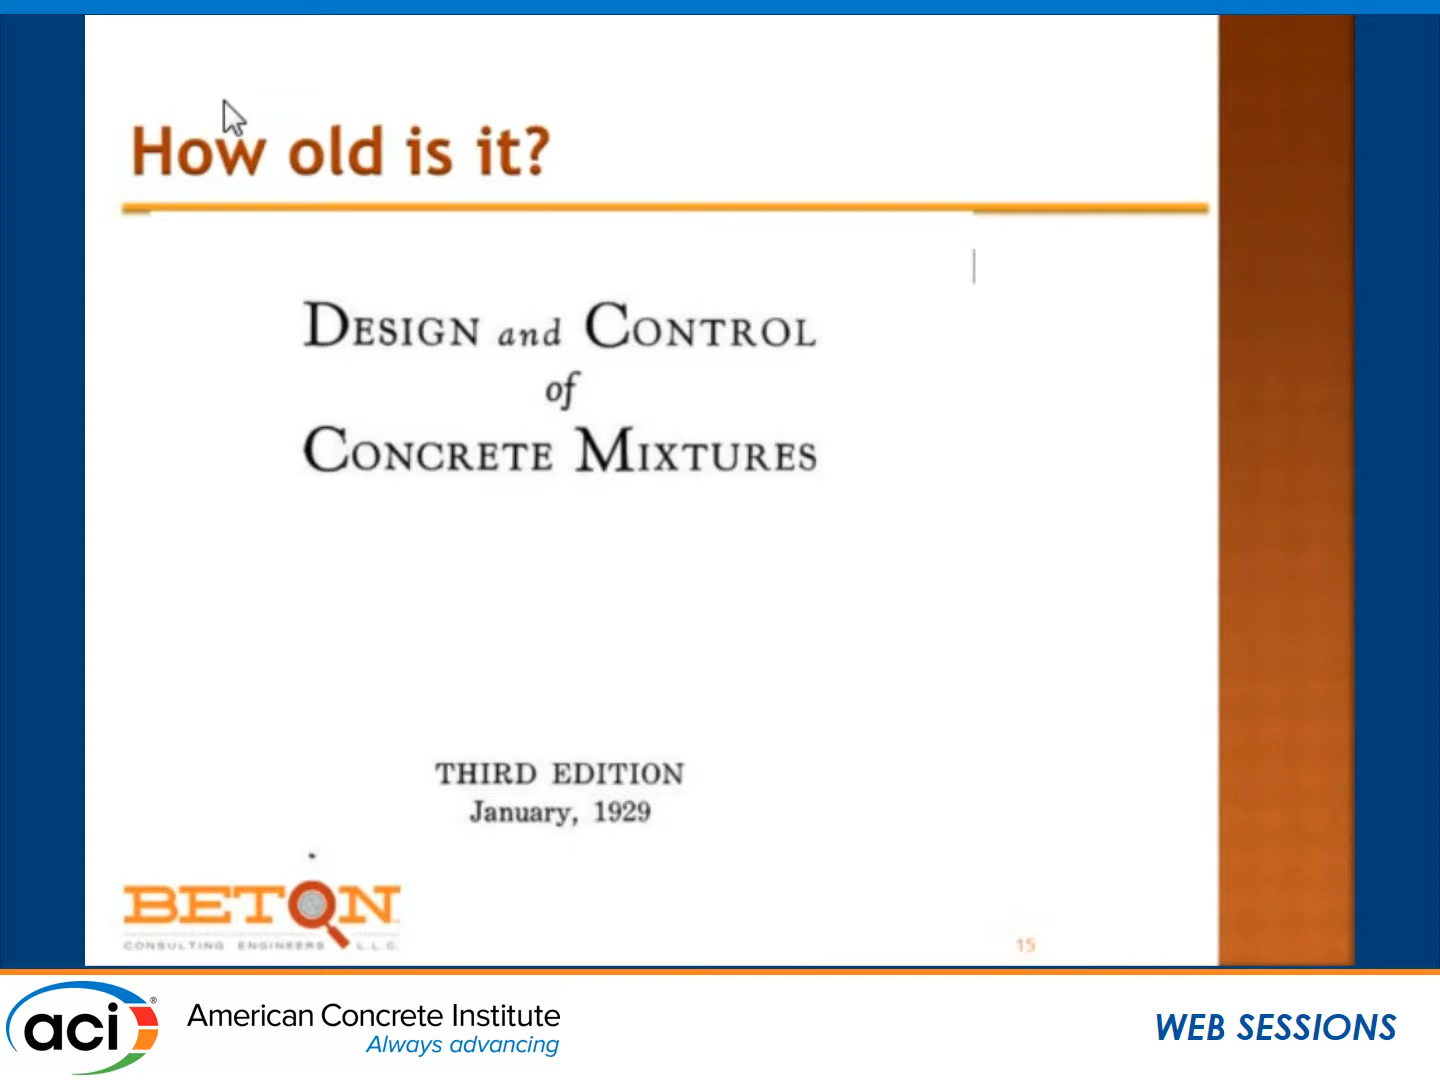 How old is it?
DESIGN and CONTROL
of
CONCRETE MIXTURES
THIRD EDITION
January, 1929
BETON
CONSULTING ENGINEERS L.L.C.
15
aci®
American Concrete Institute
Always advancing
WEB SESSIONS